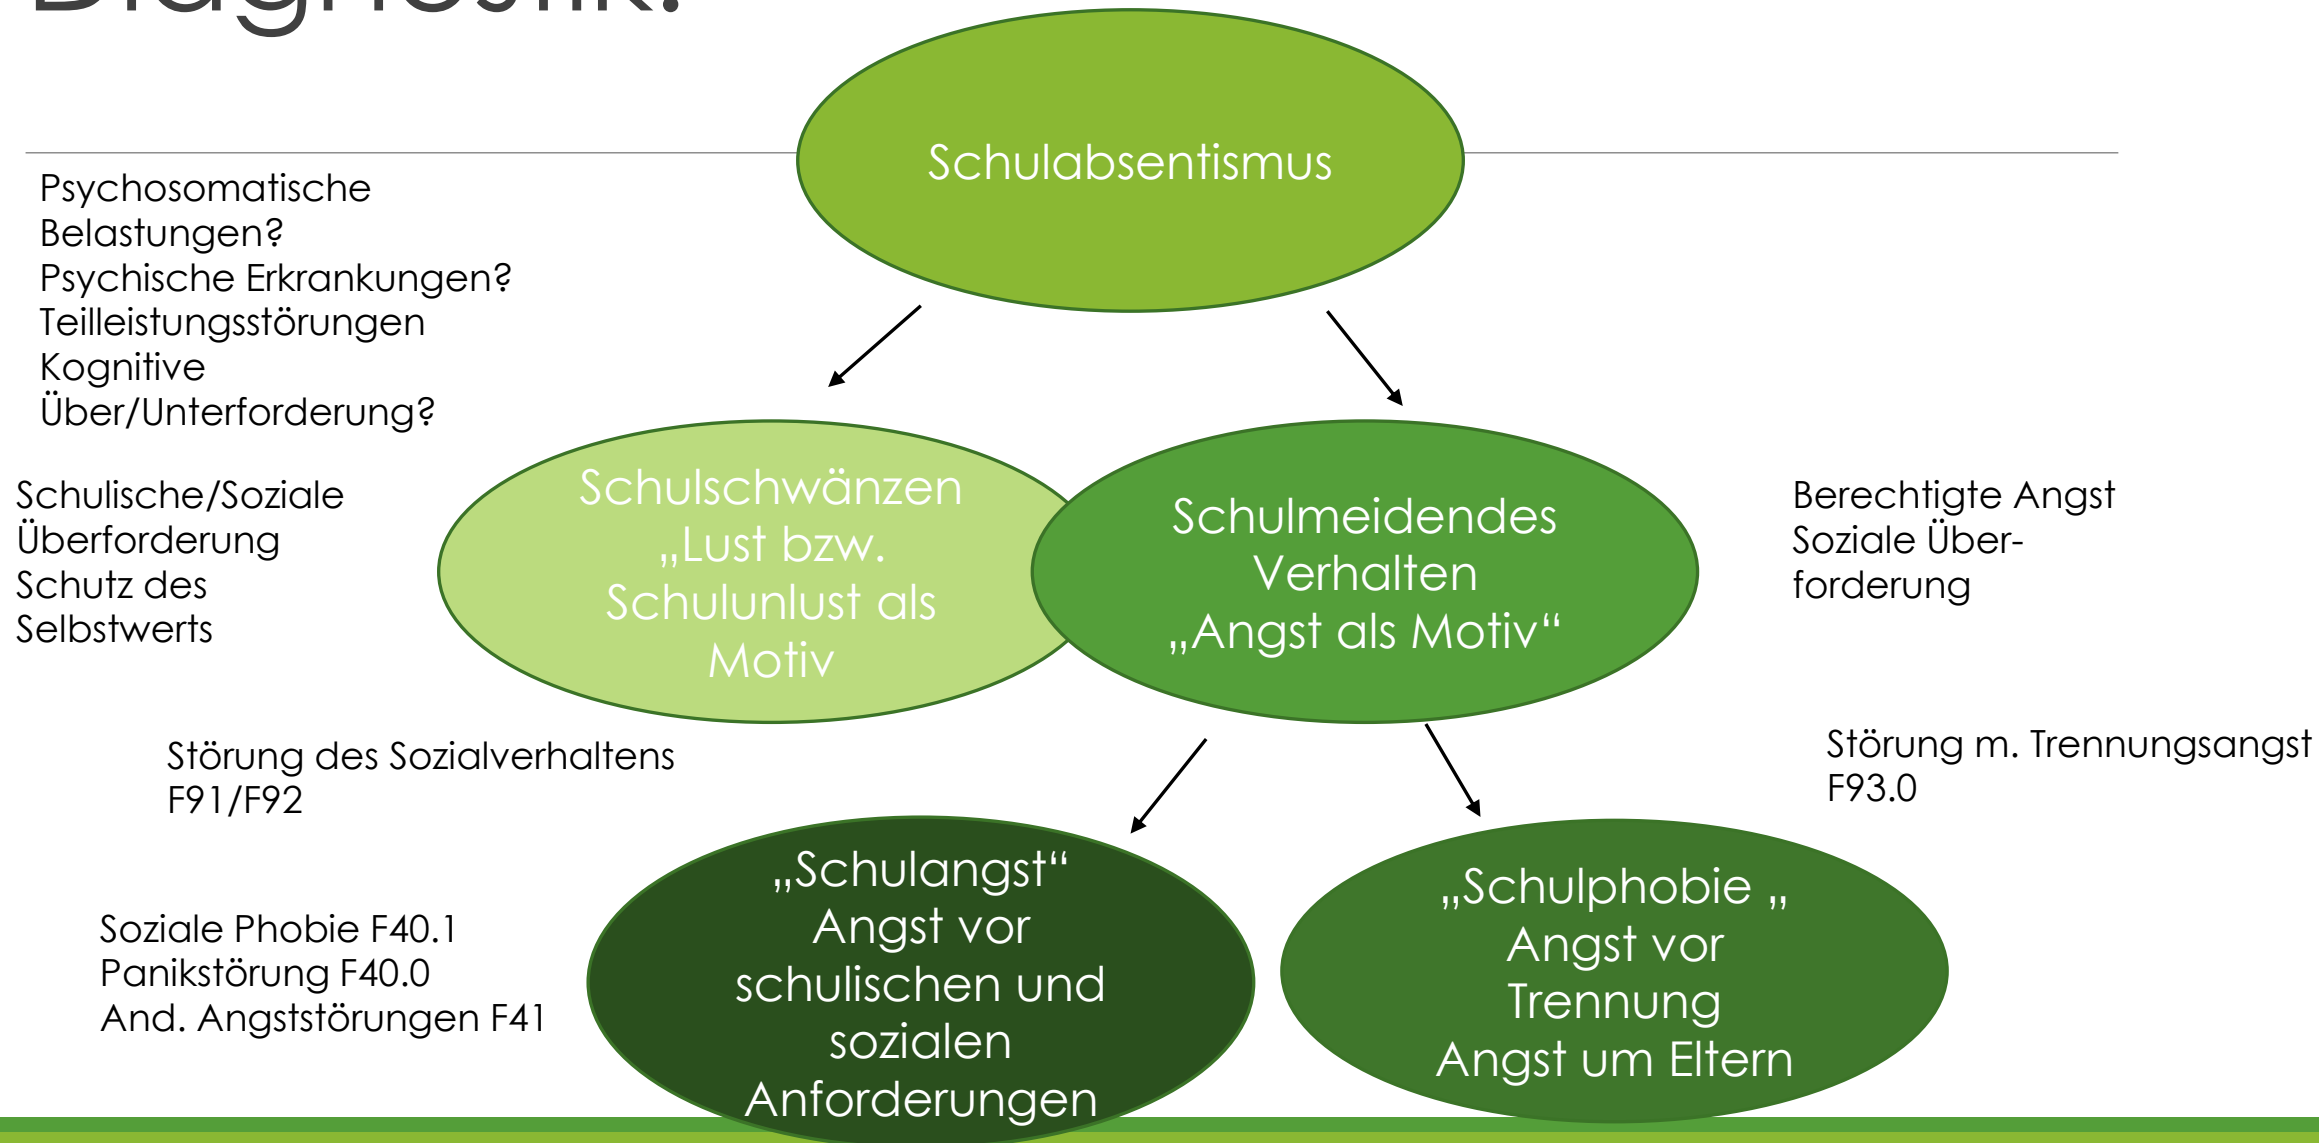 Diagnostik:
Schulabsentismus
Psychosomatische
Belastungen?
Psychische Erkrankungen?
Teilleistungsstörungen
Kognitive
Über/Unterforderung?
Schulische/Soziale
Überforderung
Schutz des
Selbstwerts
Schulschwänzen
„Lust bzw.
Schulunlust als
Motiv
Schulmeidendes
Verhalten
„Angst als Motiv“
Berechtigte Angst
Soziale Über-
forderung
Störung des Sozialverhaltens
F91/F92
Störung m. Trennungsangst
F93.0
Soziale Phobie F40.1
Panikstörung F40.0
And. Angststörungen F41
„Schulangst“
Angst vor
schulischen und
sozialen
Anforderungen
„Schulphobie „
Angst vor
Trennung
Angst um Eltern